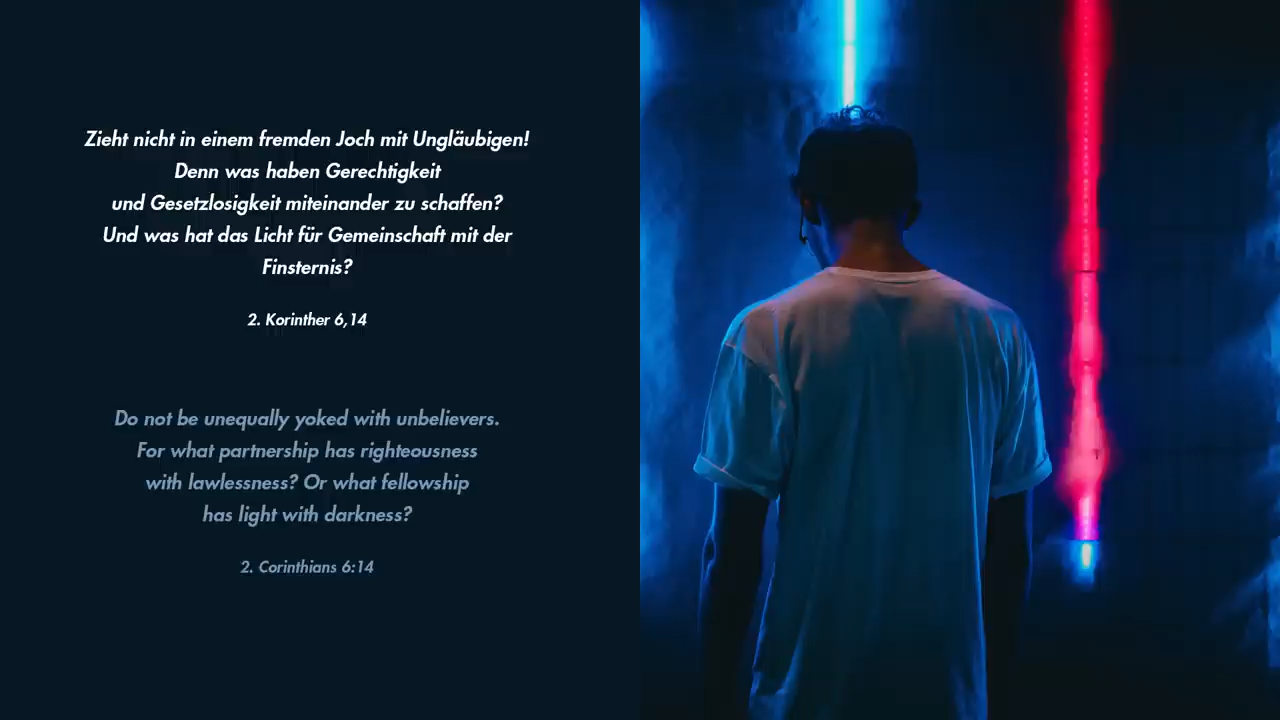 Zieht nicht in einem fremden Joch mit Ungläubigen!
Denn was haben Gerechtigkeit
und Gesetzlosigkeit miteinander zu schaffen?
Und was hat das Licht für Gemeinschaft mit der
Finsternis?
2. Korinther 6,14
Do not be unequally yoked with unbelievers.
For what partnership has righteousness
with lawlessness? Or what fellowship
has light with darkness?
2. Corinthians 6:14